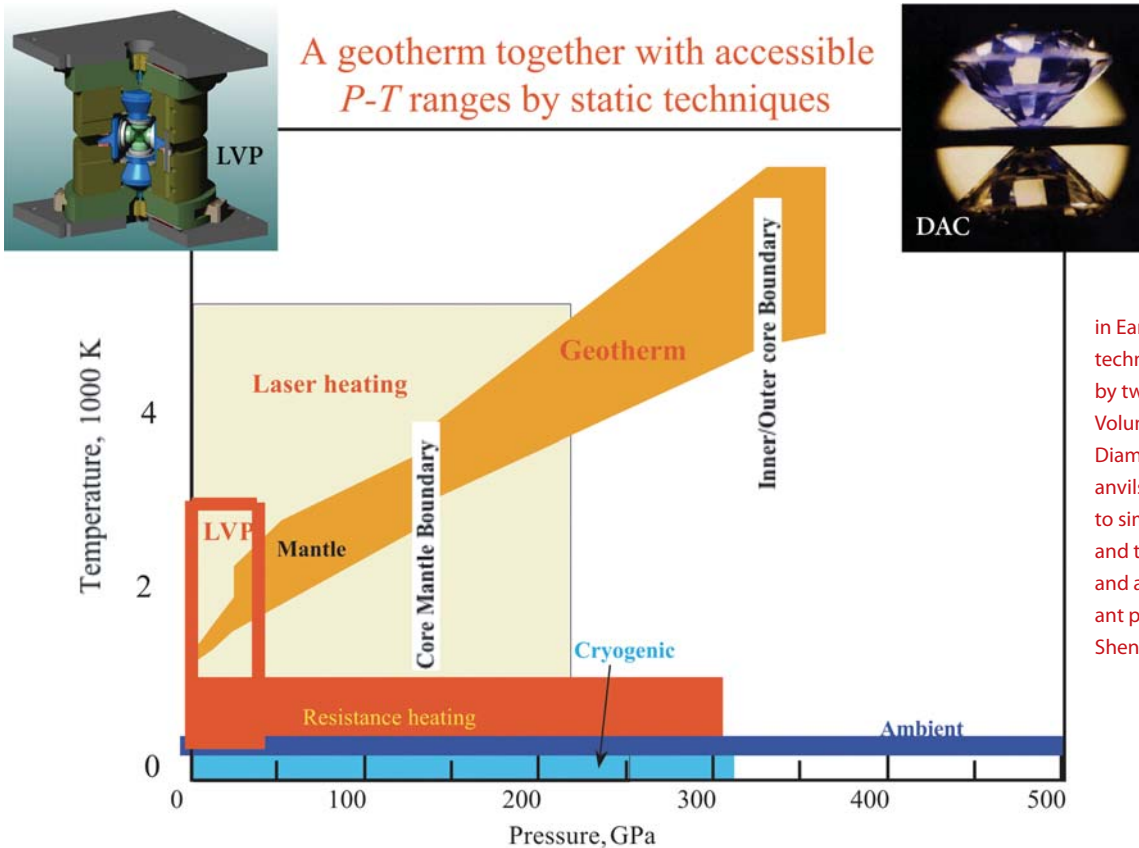 A geotherm together with accessible
P-T ranges by static techniques
LVP
DAC
Temperature, 1000 K
4
2
0
Laser heating
Geotherm
LVP
Mantle
Core Mantle Boundary
Inner/Outer core Boundary
Cryogenic
Resistance heating
Ambient
0 100 200 300 400 500
Pressure, GPa
in Ear
techn
by tw
Volum
Diam
anvils
to sim
and t
and a
ant p
Shen